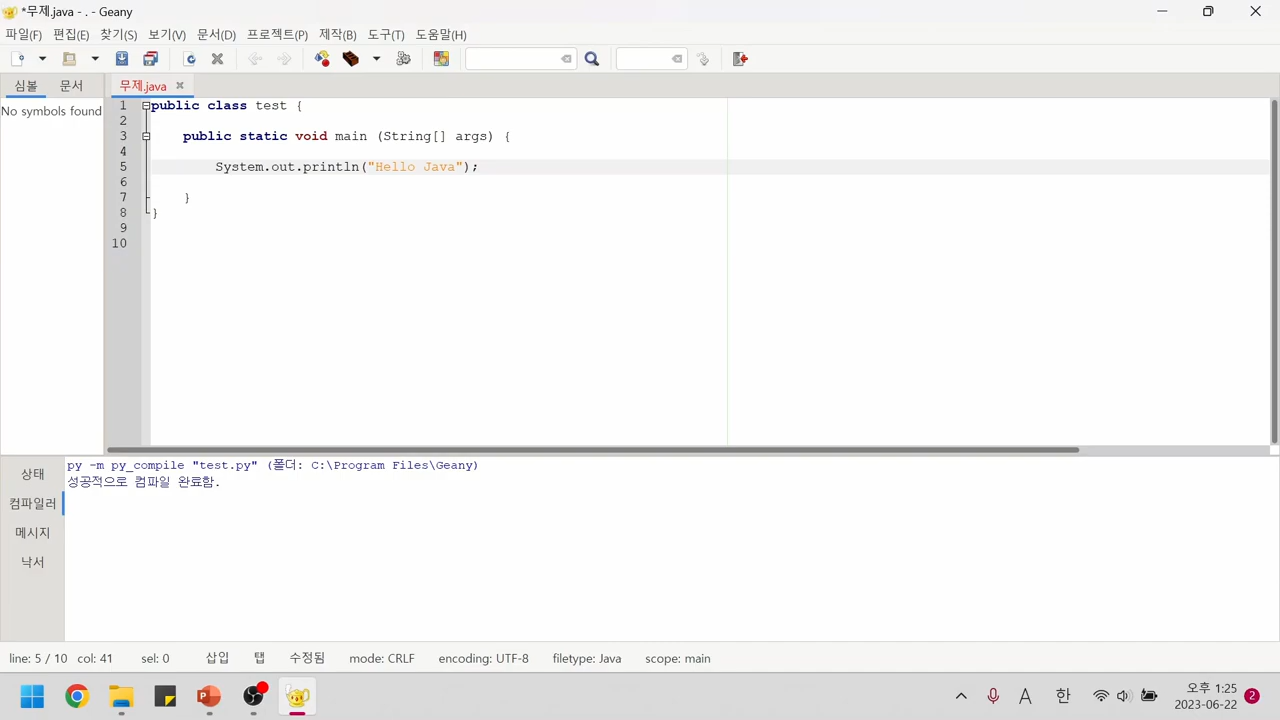 *무제.java - . - Geany
파일(F) 편집(E) 찾기(S) 보기(V) 문서(D) 프로젝트(P) 제작(B) 도구(T) 도움말(H)
심볼 문서 무제.java
No symbols found
1 public class test {
2
3 public static void main (String[] args) {
4
5 System.out.println("Hello Java");
6
7 }
8 }
9
10
상태
컴파일러
메시지
낙서
py -m py_compile "test.py" (폴더: C:\Program Files\Geany)
성공적으로 컴파일 완료함.
line: 5 / 10 col: 41 sel: 0 삽입 탭 수정됨 mode: CRLF encoding: UTF-8 filetype: Java scope: main
A 한 오후 1:25
2023-06-22 2